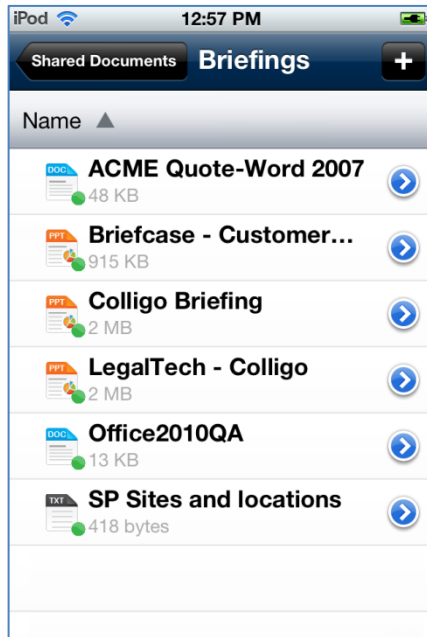 iPod 12:57 PM
Shared Documents Briefings +
Name ▲
DOC ACME Quote-Word 2007
48 KB
PPT Briefcase - Customer...
915 KB
PPT Colligo Briefing
2 MB
PPT LegalTech - Colligo
2 MB
DOC Office2010QA
13 KB
TXT SP Sites and locations
418 bytes